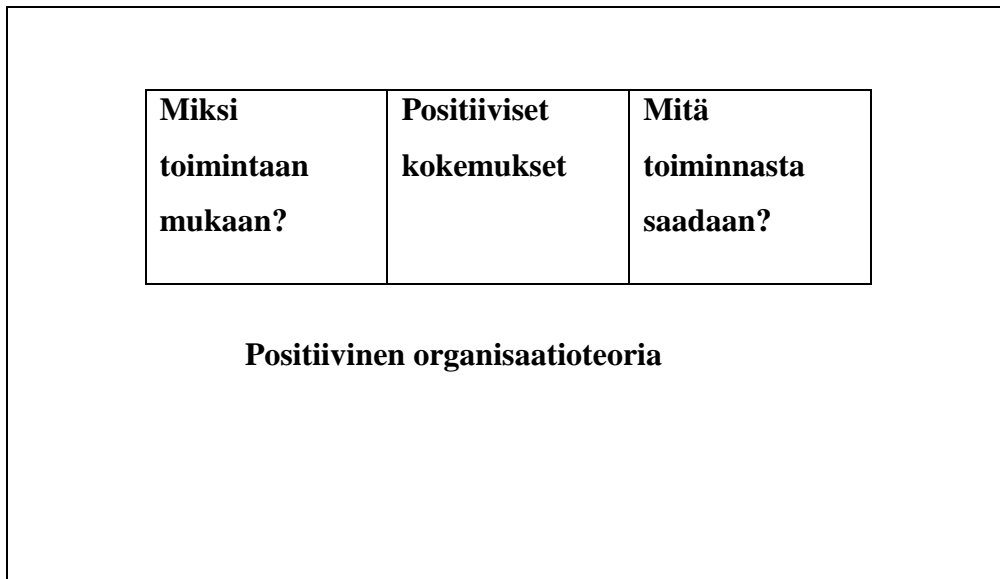 Miksi
toimintaan
mukaan?
Positiiviset
kokemukset
Mitä
toiminnasta
saadaan?
Positiivinen organisaatioteoria